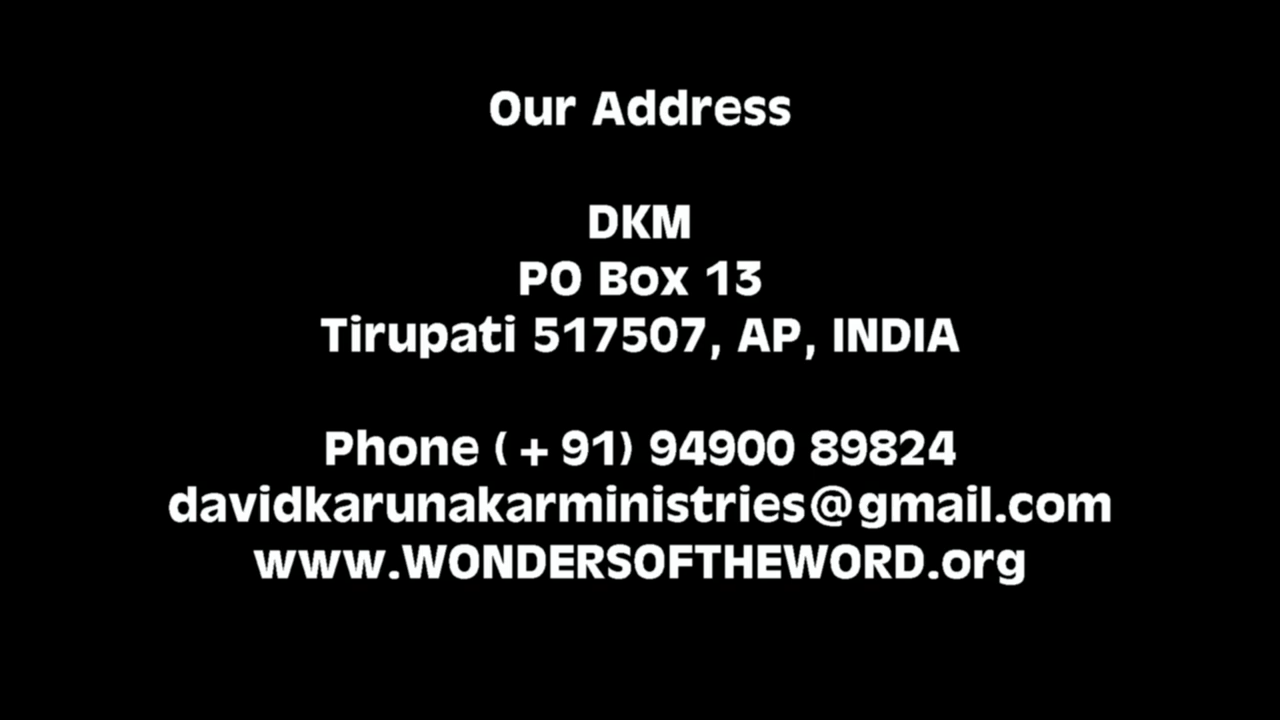 Our Address
DKM
PO Box 13
Tirupati 517507, AP, INDIA
Phone (+91) 94900 89824
davidkarunakarministries@gmail.com
www.WONDERSOFTHEWORD.org